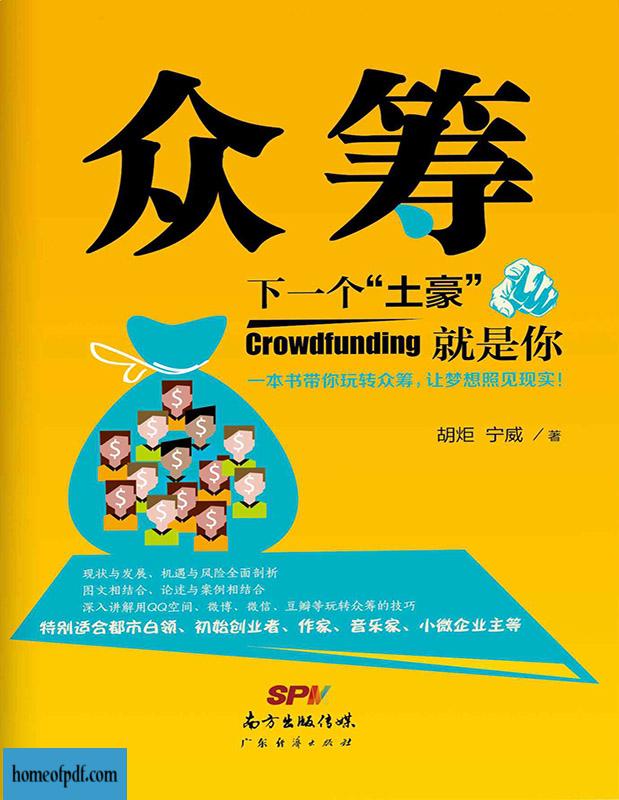 众筹
下一个“土豪”
Crowdfunding 就是你
一本书带你玩转众筹，让梦想照见现实！
胡炬 宁威 / 著
$ $ $ $ $ $ $ $ $ $ $ $
现状与发展、机遇与风险全面剖析
图文相结合、论述与案例相结合
深入讲解用QQ空间、微博、微信、豆瓣等玩转众筹的技巧
特别适合都市白领、初始创业者、作家、音乐家、小微企业主等
SPM
南方出版传媒
广东经济出版社
homeofpdf.com